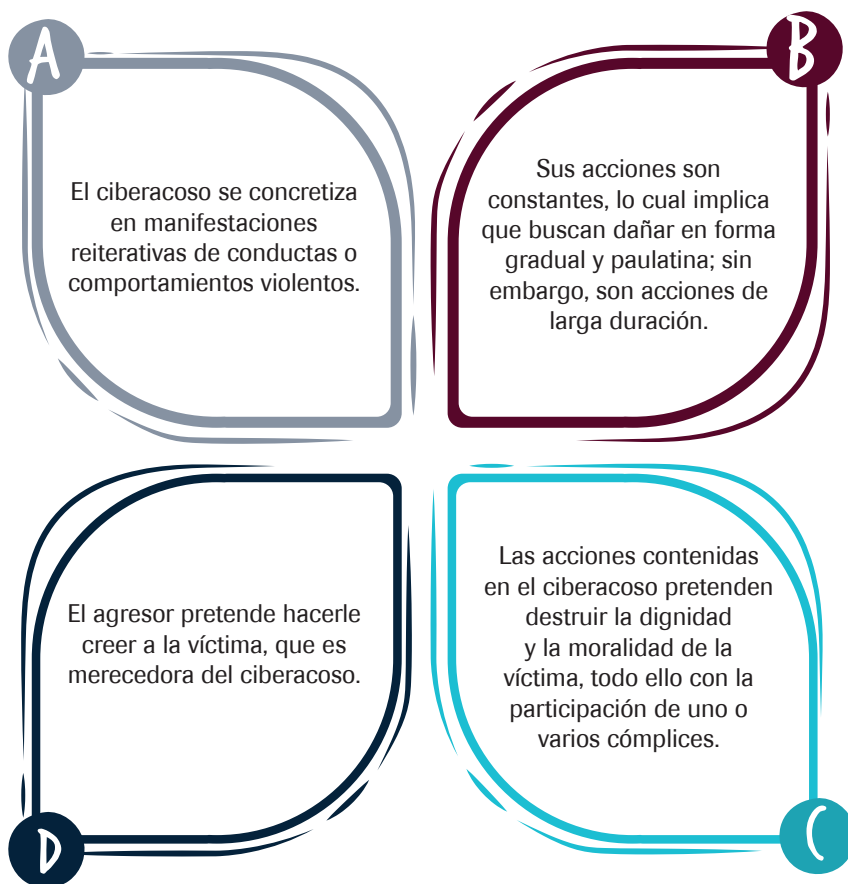 A
El ciberacoso se concretiza
en manifestaciones
reiterativas de conductas o
comportamientos violentos.
B
Sus acciones son
constantes, lo cual implica
que buscan dañar en forma
gradual y paulatina; sin
embargo, son acciones de
larga duración.
D
El agresor pretende hacerle
creer a la víctima, que es
merecedora del ciberacoso.
C
Las acciones contenidas
en el ciberacoso pretenden
destruir la dignidad
y la moralidad de la
víctima, todo ello con la
participación de uno o
varios cómplices.